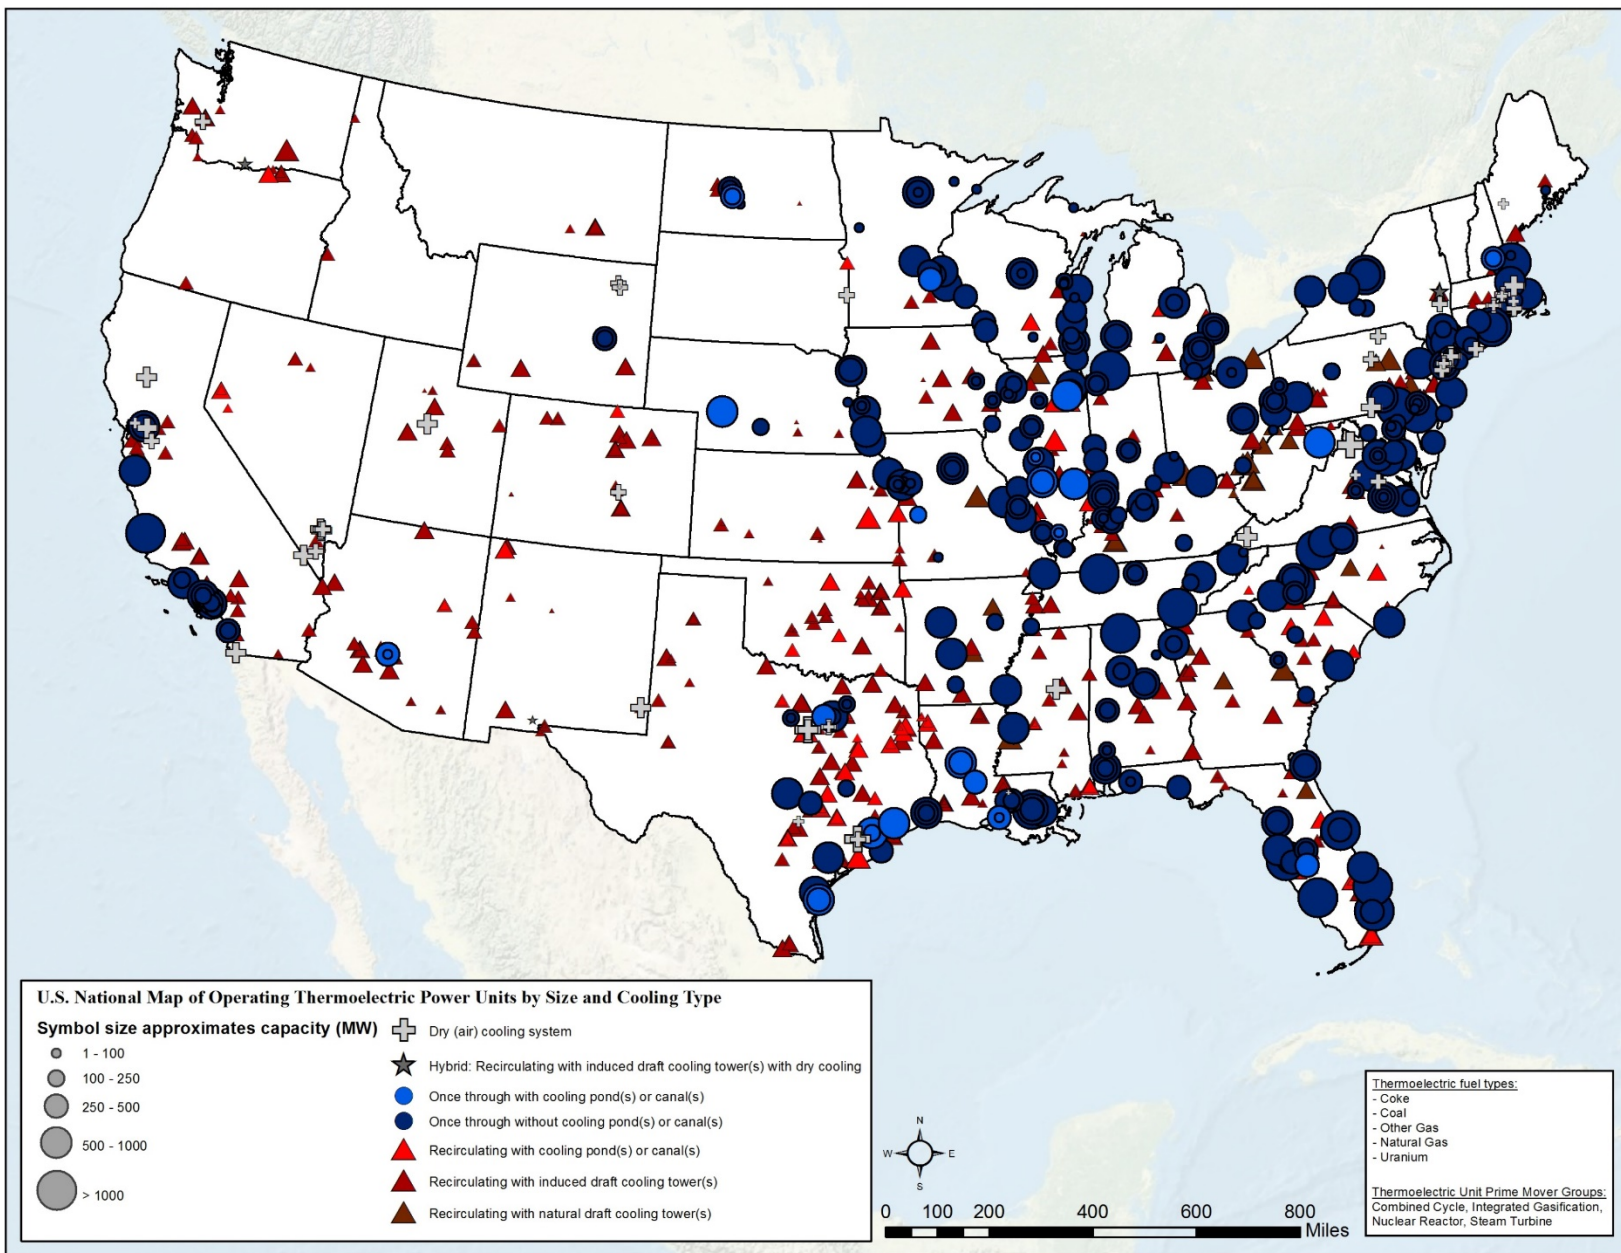 U.S. National Map of Operating Thermoelectric Power Units by Size and Cooling Type
Symbol size approximates capacity (MW)
1 - 100
100 - 250
250 - 500
500 - 1000
> 1000
Dry (air) cooling system
Hybrid: Recirculating with induced draft cooling tower(s) with dry cooling
Once through with cooling pond(s) or canal(s)
Once through without cooling pond(s) or canal(s)
Recirculating with cooling pond(s) or canal(s)
Recirculating with induced draft cooling tower(s)
Recirculating with natural draft cooling tower(s)
N
W
E
S
0 100 200 400 600 800
Miles
Thermoelectric fuel types:
- Coke
- Coal
- Other Gas
- Natural Gas
- Uranium
Thermoelectric Unit Prime Mover Groups:
Combined Cycle, Integrated Gasification,
Nuclear Reactor, Steam Turbine